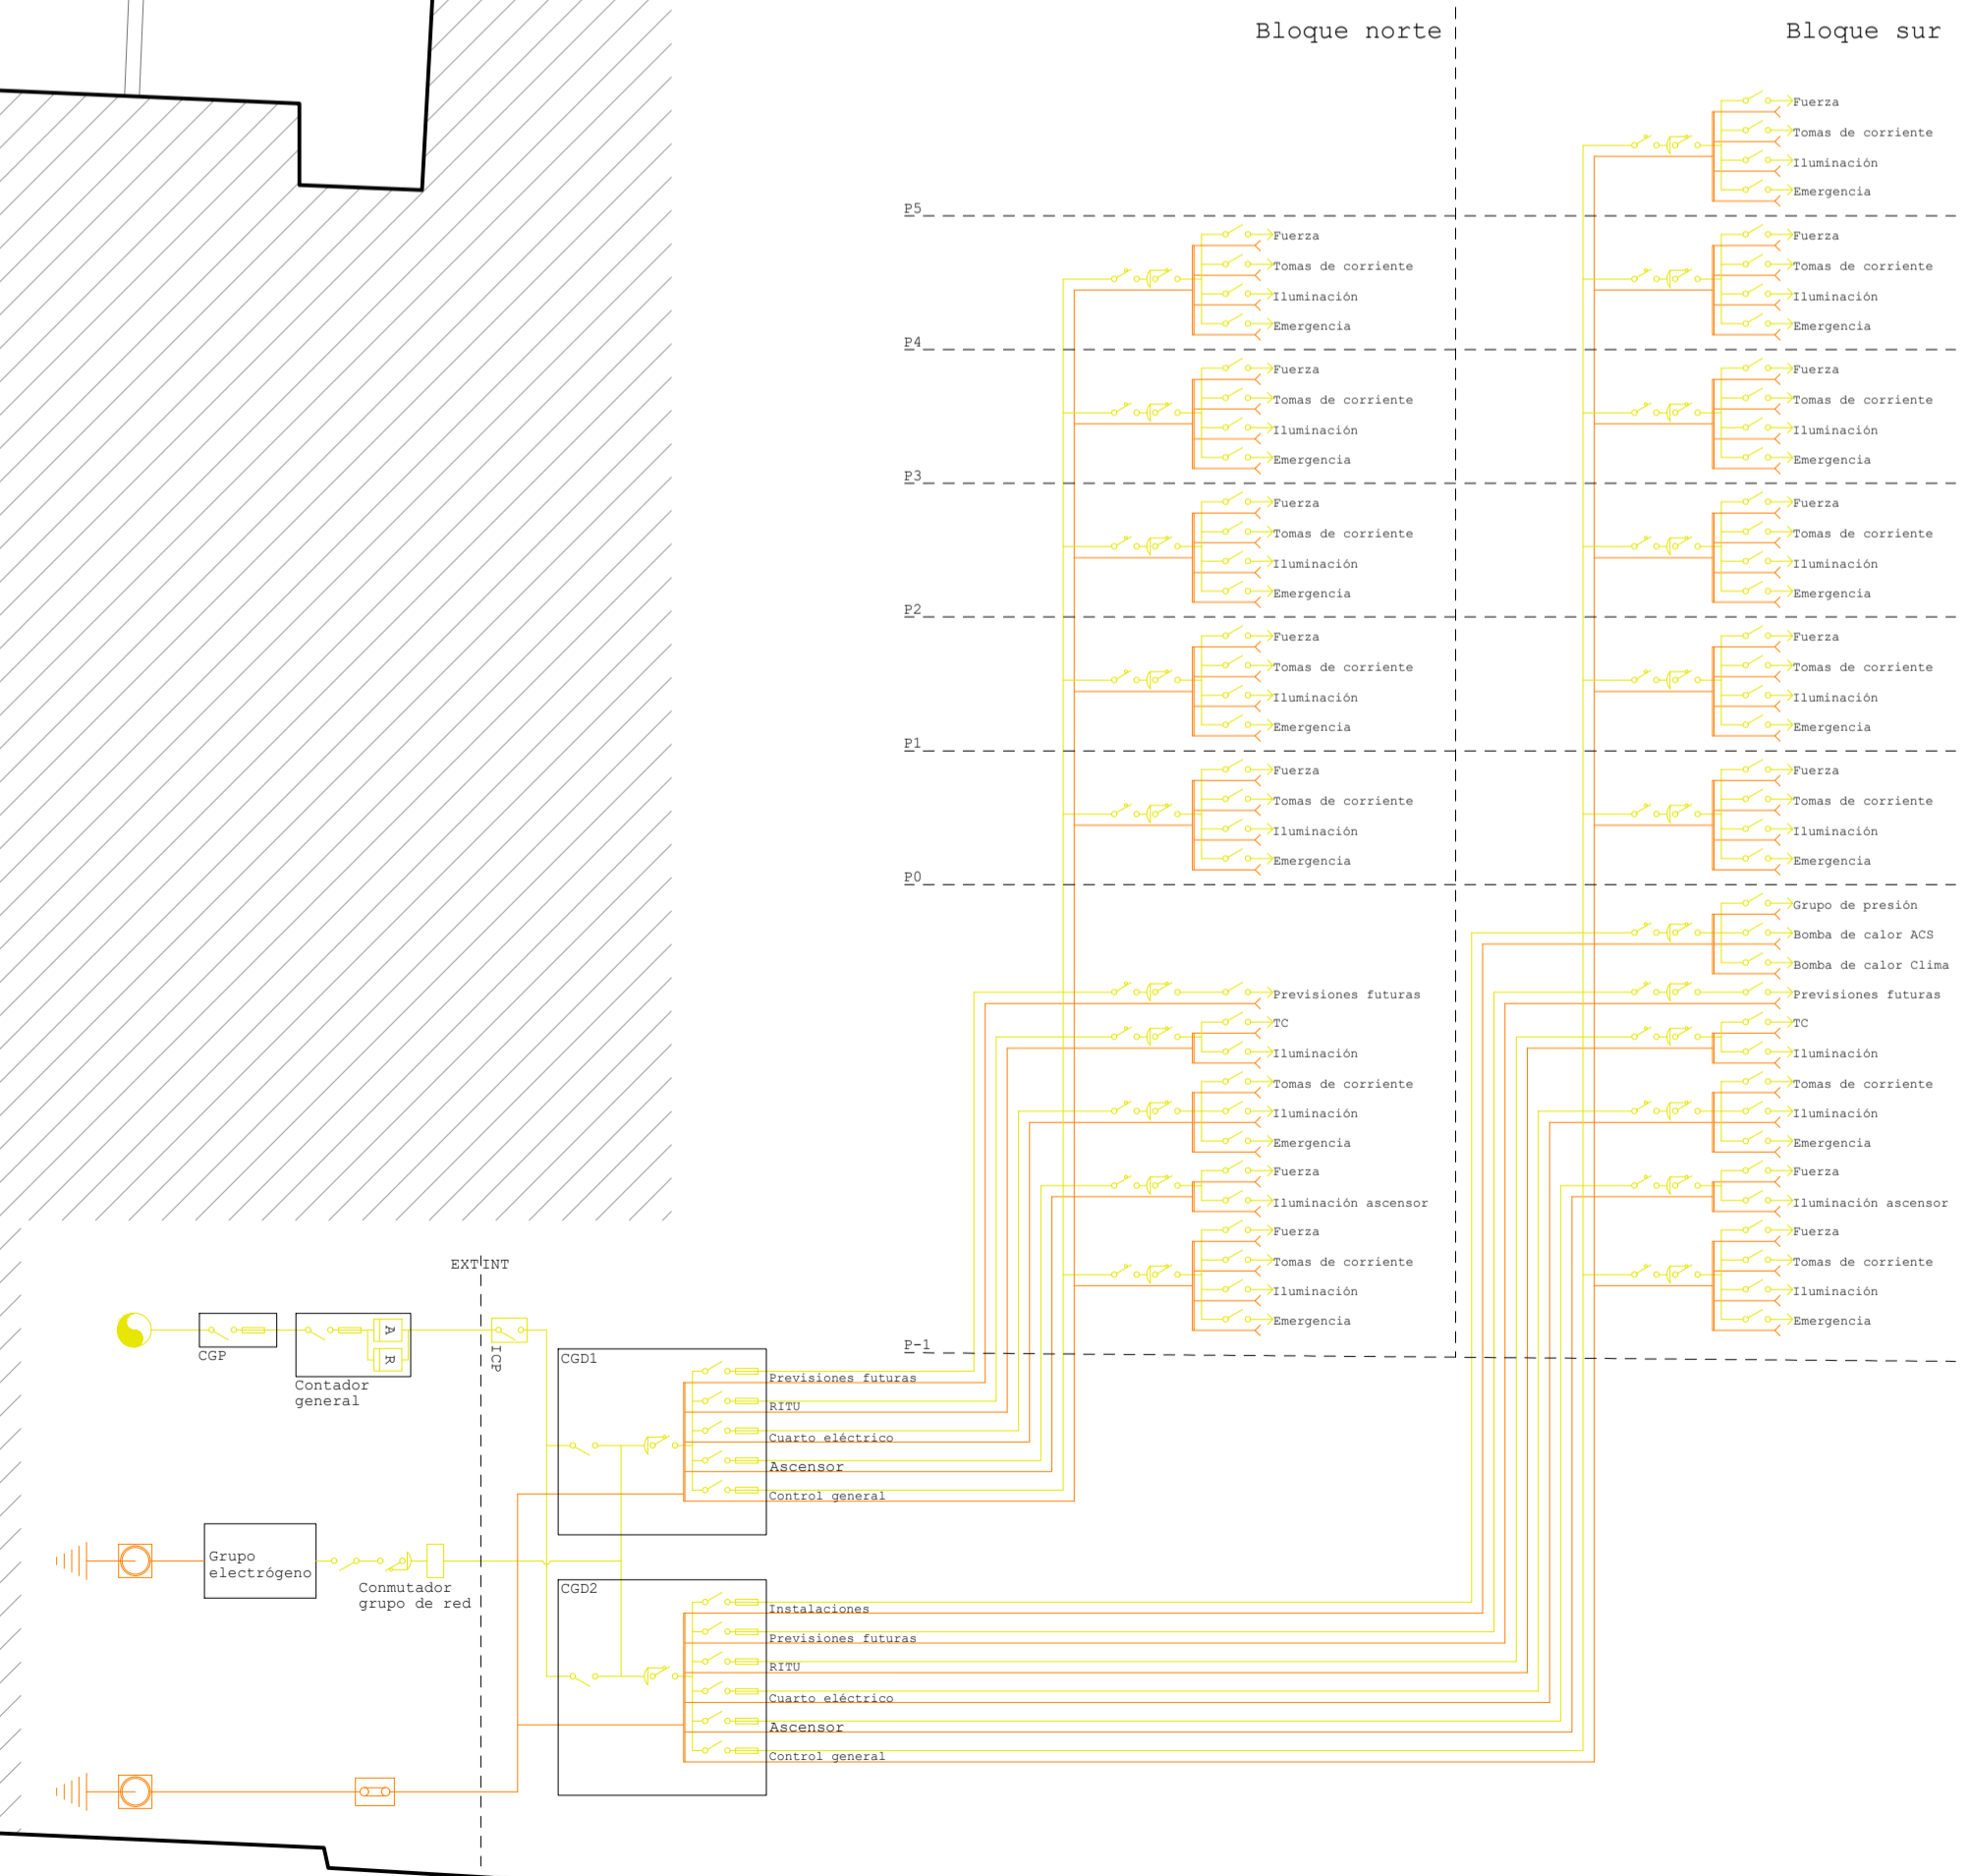 Bloque norte
Bloque sur
Fuerza
Tomas de corriente
Iluminación
Emergencia
P5
Fuerza
Tomas de corriente
Iluminación
Emergencia
Fuerza
Tomas de corriente
Iluminación
Emergencia
P4
Fuerza
Tomas de corriente
Iluminación
Emergencia
Fuerza
Tomas de corriente
Iluminación
Emergencia
P3
Fuerza
Tomas de corriente
Iluminación
Emergencia
Fuerza
Tomas de corriente
Iluminación
Emergencia
P2
Fuerza
Tomas de corriente
Iluminación
Emergencia
Fuerza
Tomas de corriente
Iluminación
Emergencia
P1
Fuerza
Tomas de corriente
Iluminación
Emergencia
Fuerza
Tomas de corriente
Iluminación
Emergencia
P0
Previsiones futuras
TC
Iluminación
Tomas de corriente
Iluminación
Emergencia
Fuerza
Iluminación ascensor
Fuerza
Tomas de corriente
Iluminación
Emergencia
Grupo de presión
Bomba de calor ACS
Bomba de calor Clima
Previsiones futuras
TC
Iluminación
Tomas de corriente
Iluminación
Emergencia
Fuerza
Iluminación ascensor
Fuerza
Tomas de corriente
Iluminación
Emergencia
P-1
EXT INT
CGP
A
R
Contador
general
ICP
CGD1
Previsiones futuras
RITU
Cuarto eléctrico
Ascensor
Control general
Grupo
electrógeno
Conmutador
grupo de red
CGD2
Instalaciones
Previsiones futuras
RITU
Cuarto eléctrico
Ascensor
Control general